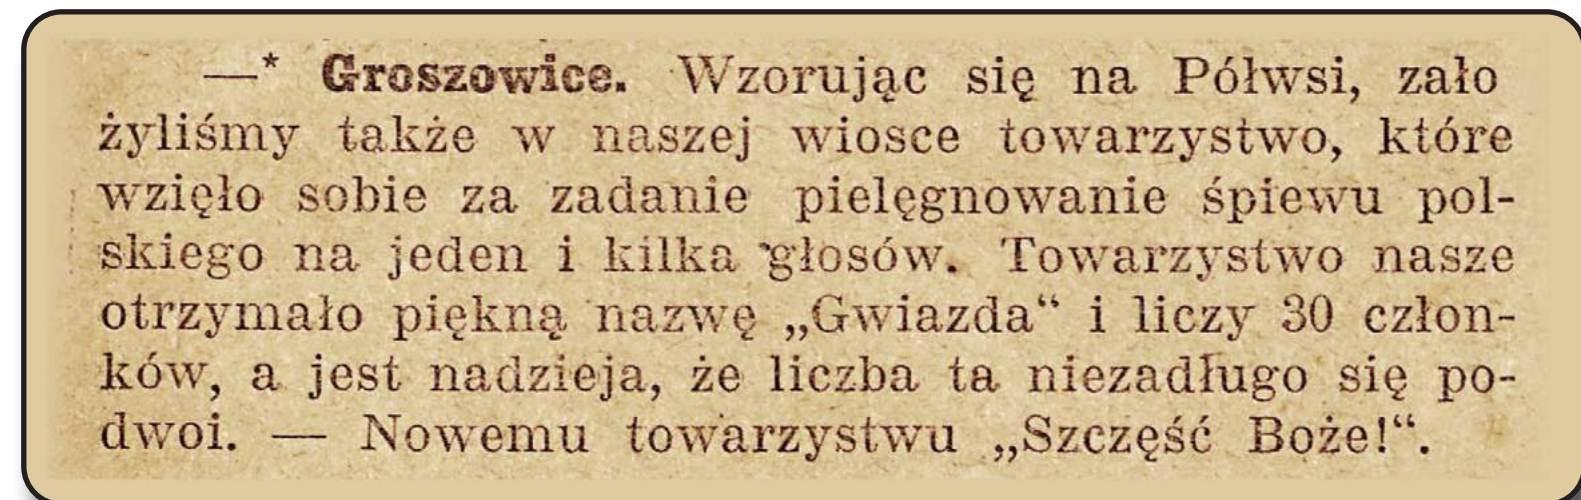 —* Groszowice. Wzorując się na Półwsi, zało
żyliśmy także w naszej wiosce towarzystwo, które
wzięło sobie za zadanie pielęgnowanie śpiewu pol-
skiego na jeden i kilka głosów. Towarzystwo nasze
otrzymało piękną nazwę „Gwiazda“ i liczy 30 człon-
ków, a jest nadzieja, że liczba ta niezadługo się po-
dwoi. — Nowemu towarzystwu „Szczęść Boże!“.